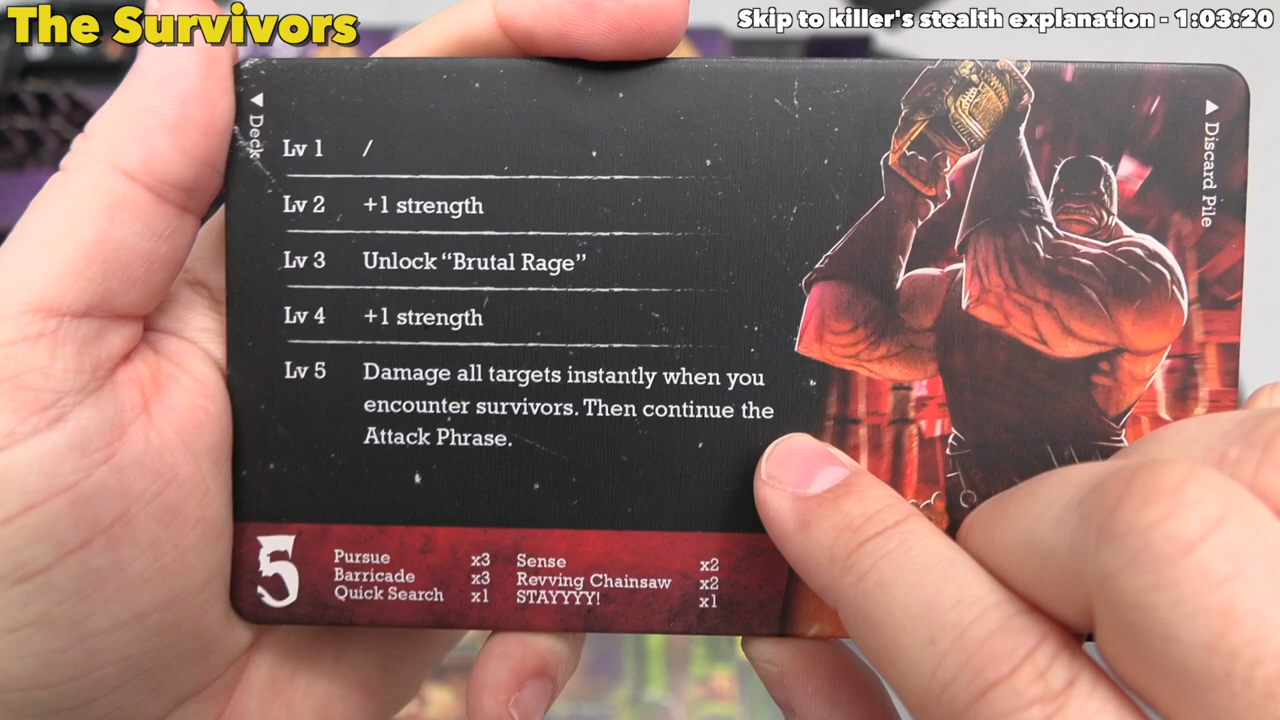 The Survivors
Skip to killer's stealth explanation - 1:03:20
◀ Deck
▲ Discard Pile
Lv 1 /
Lv 2 +1 strength
Lv 3 Unlock “Brutal Rage”
Lv 4 +1 strength
Lv 5 Damage all targets instantly when you
encounter survivors. Then continue the
Attack Phrase.
5
Pursue x3 Sense x2
Barricade x3 Revving Chainsaw x2
Quick Search x1 STAYYYY! x1